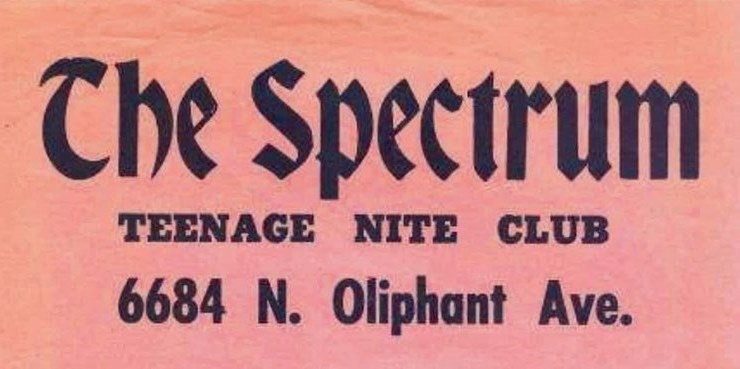 The Spectrum
TEENAGE NITE CLUB
6684 N. Oliphant Ave.